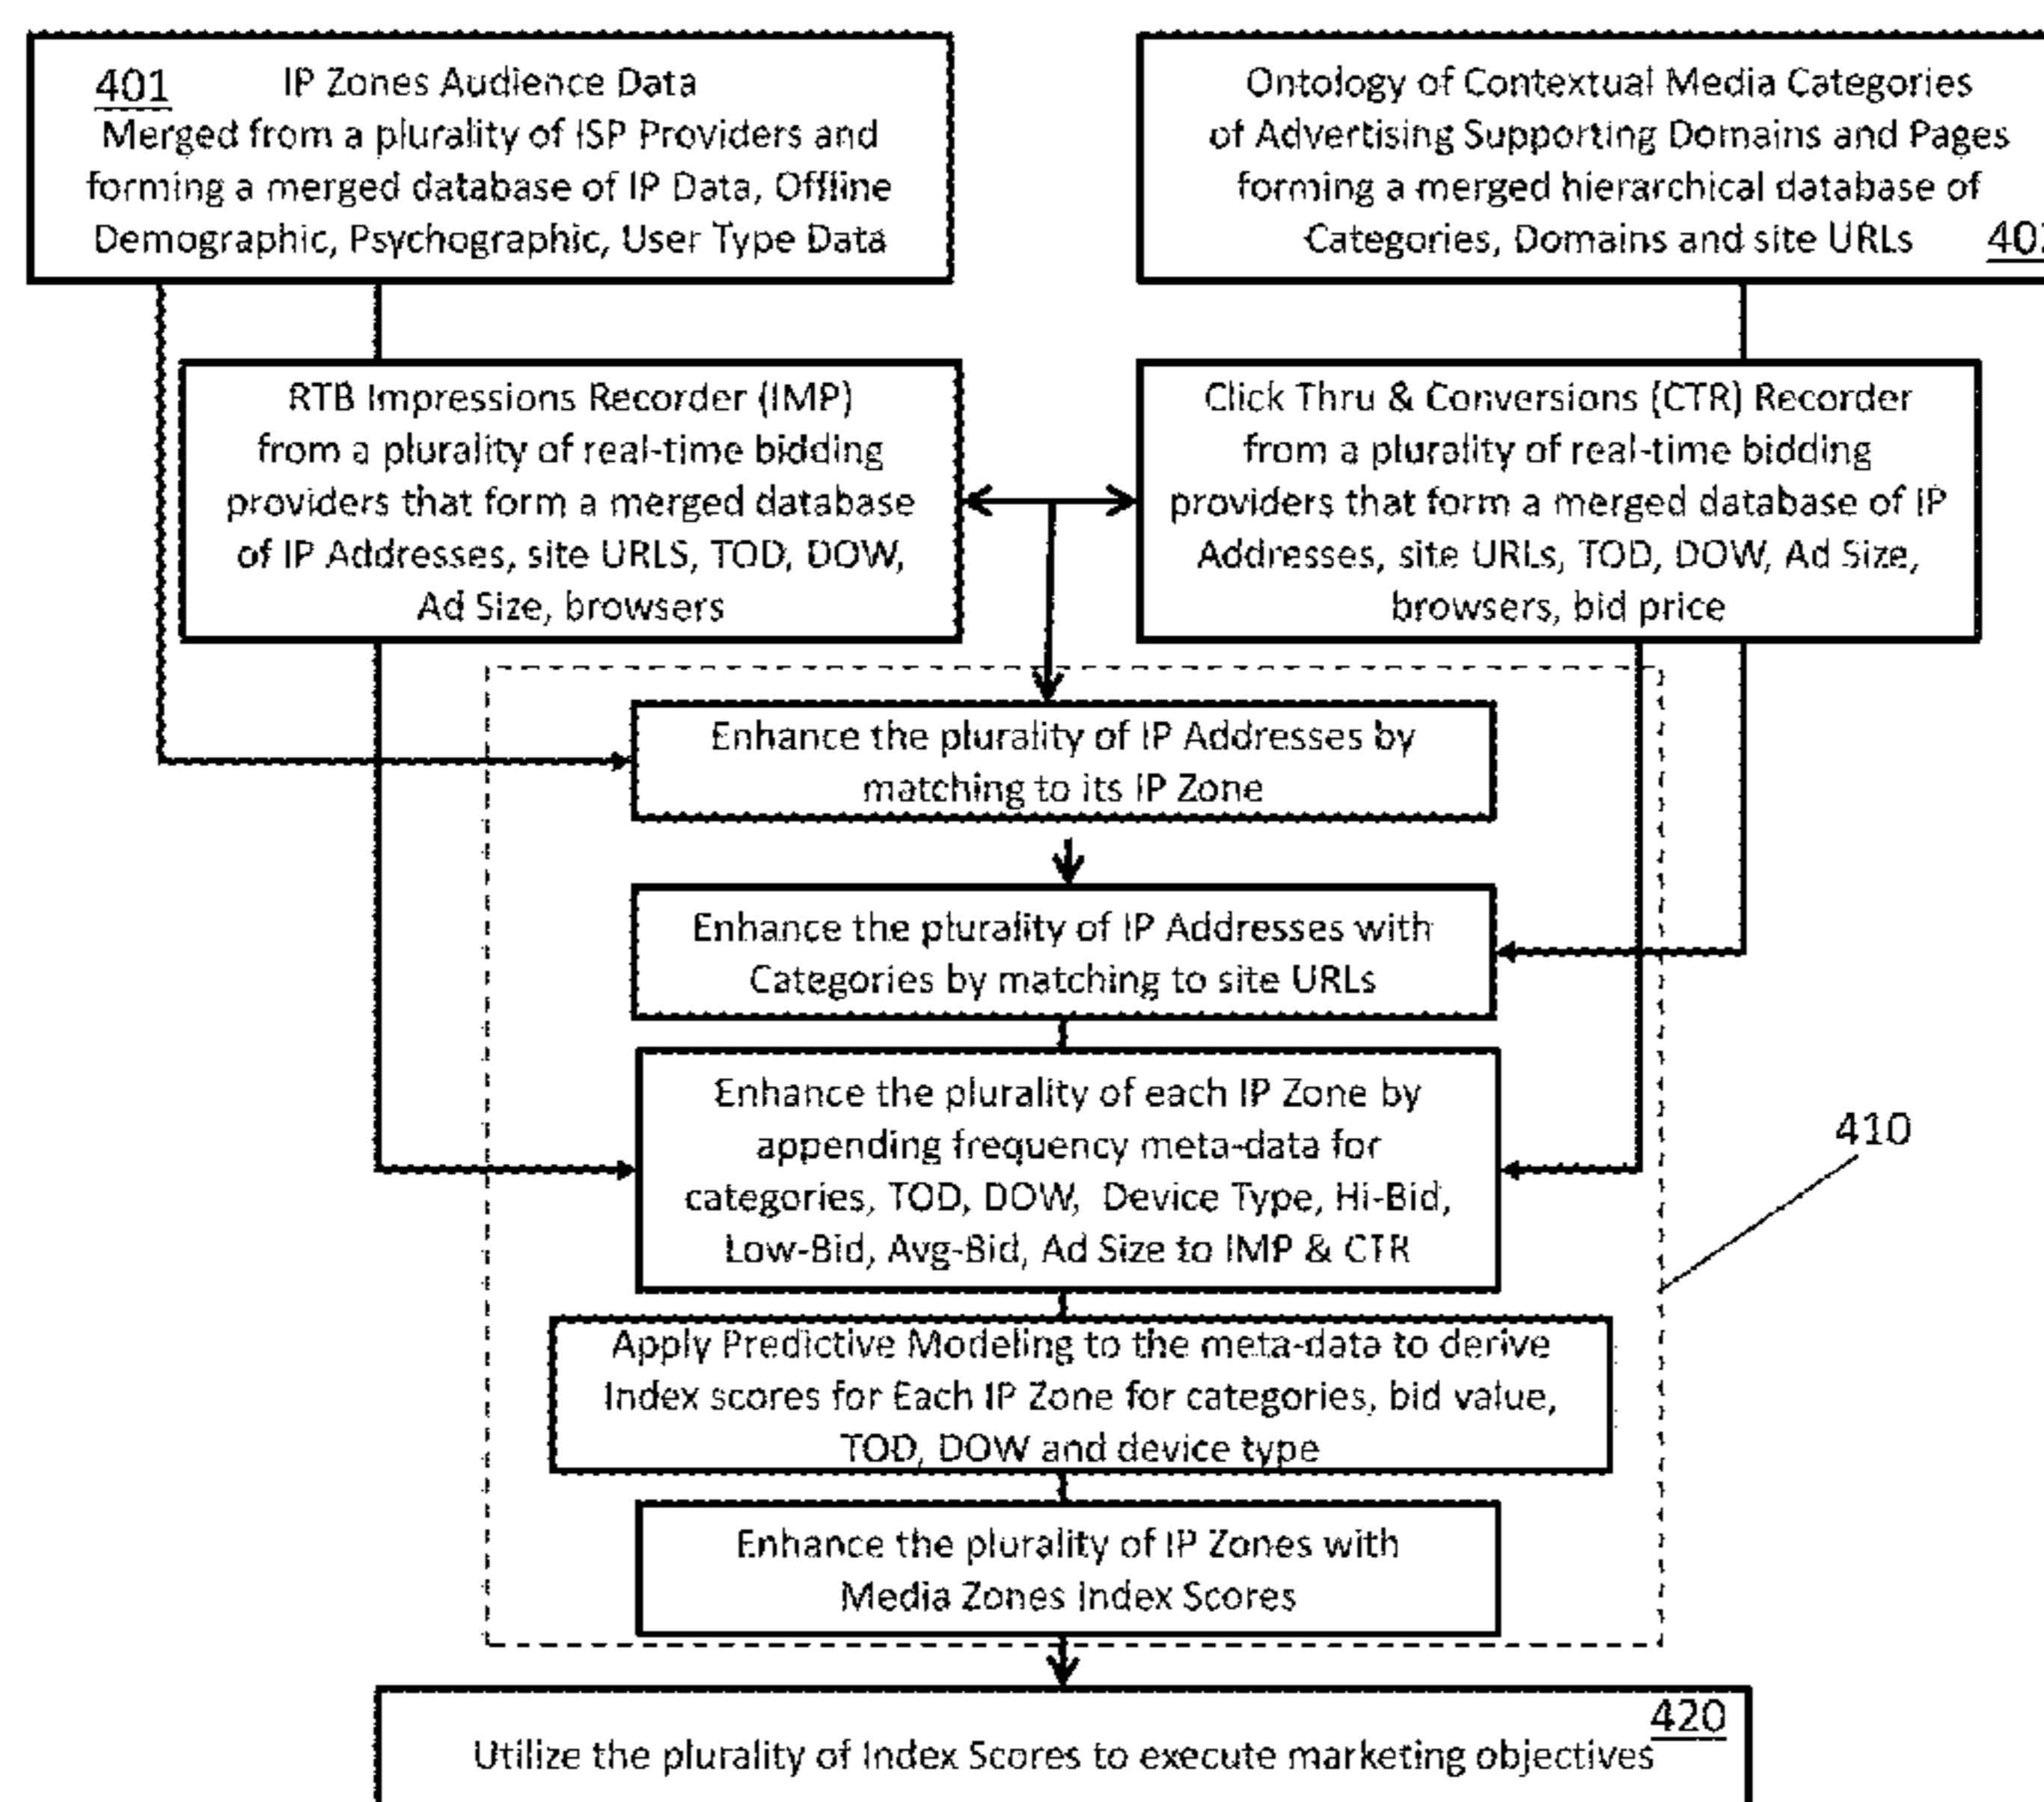 401 IP Zones Audience Data
Merged from a plurality of ISP Providers and
forming a merged database of IP Data, Offline
Demographic, Psychographic, User Type Data
Ontology of Contextual Media Categories
of Advertising Supporting Domains and Pages
forming a merged hierarchical database of
Categories, Domains and site URLs
RTB Impressions Recorder (IMP)
from a plurality of real-time bidding
providers that form a merged database
of IP Addresses, site URLS, TOD, DOW,
Ad Size, browsers
Click Thru & Conversions (CTR) Recorder
from a plurality of real-time bidding
providers that form a merged database of IP
Addresses, site URLs, TOD, DOW, Ad Size,
browsers, bid price
Enhance the plurality of IP Addresses by
matching to its IP Zone
Enhance the plurality of IP Addresses with
Categories by matching to site URLs
Enhance the plurality of each IP Zone by
appending frequency meta-data for
categories, TOD, DOW, Device Type, Hi-Bid,
Low-Bid, Avg-Bid, Ad Size to IMP & CTR
410
Apply Predictive Modeling to the meta-data to derive
Index scores for Each IP Zone for categories, bid value,
TOD, DOW and device type
Enhance the plurality of IP Zones with
Media Zones Index Scores
420
Utilize the plurality of Index Scores to execute marketing objectives